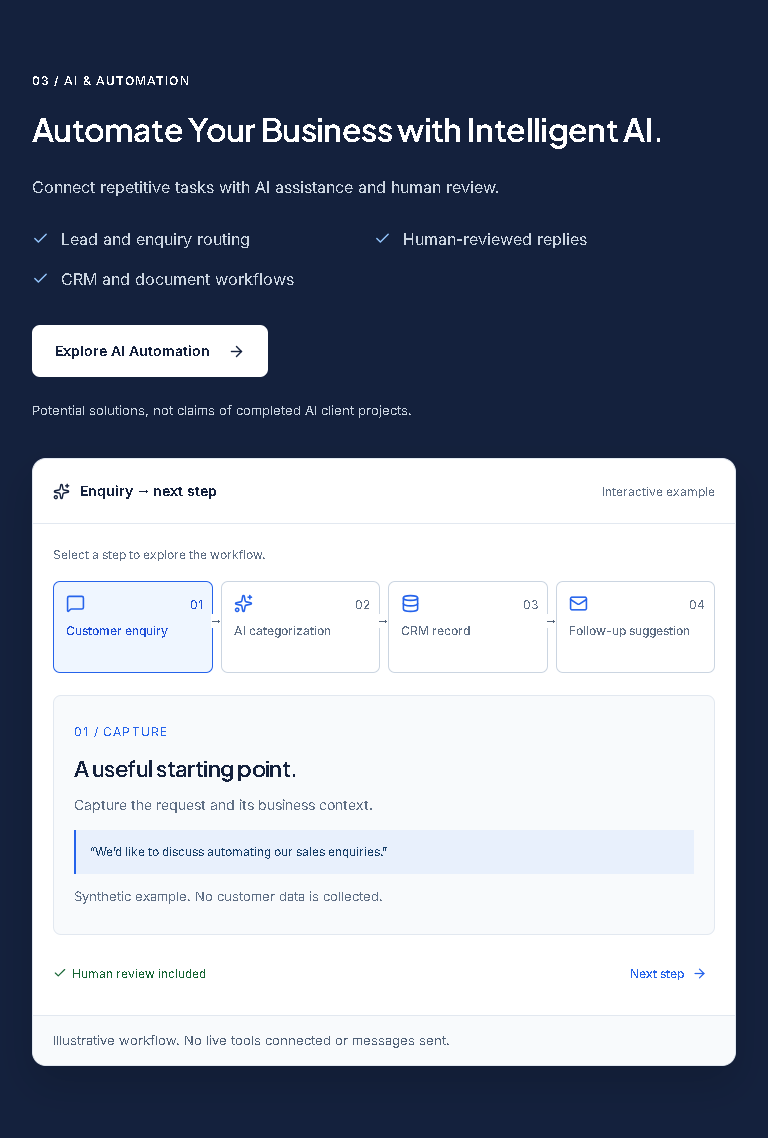 03 / AI & AUTOMATION
Automate Your Business with Intelligent AI.
Connect repetitive tasks with AI assistance and human review.
Lead and enquiry routing
Human-reviewed replies
CRM and document workflows
Explore AI Automation →
Potential solutions, not claims of completed AI client projects.
Enquiry → next step
Interactive example
Select a step to explore the workflow.
01
Customer enquiry
→
02
AI categorization
→
03
CRM record
→
04
Follow-up suggestion
01 / CAPTURE
A useful starting point.
Capture the request and its business context.
“We’d like to discuss automating our sales enquiries.”
Synthetic example. No customer data is collected.
Human review included
Next step →
Illustrative workflow. No live tools connected or messages sent.